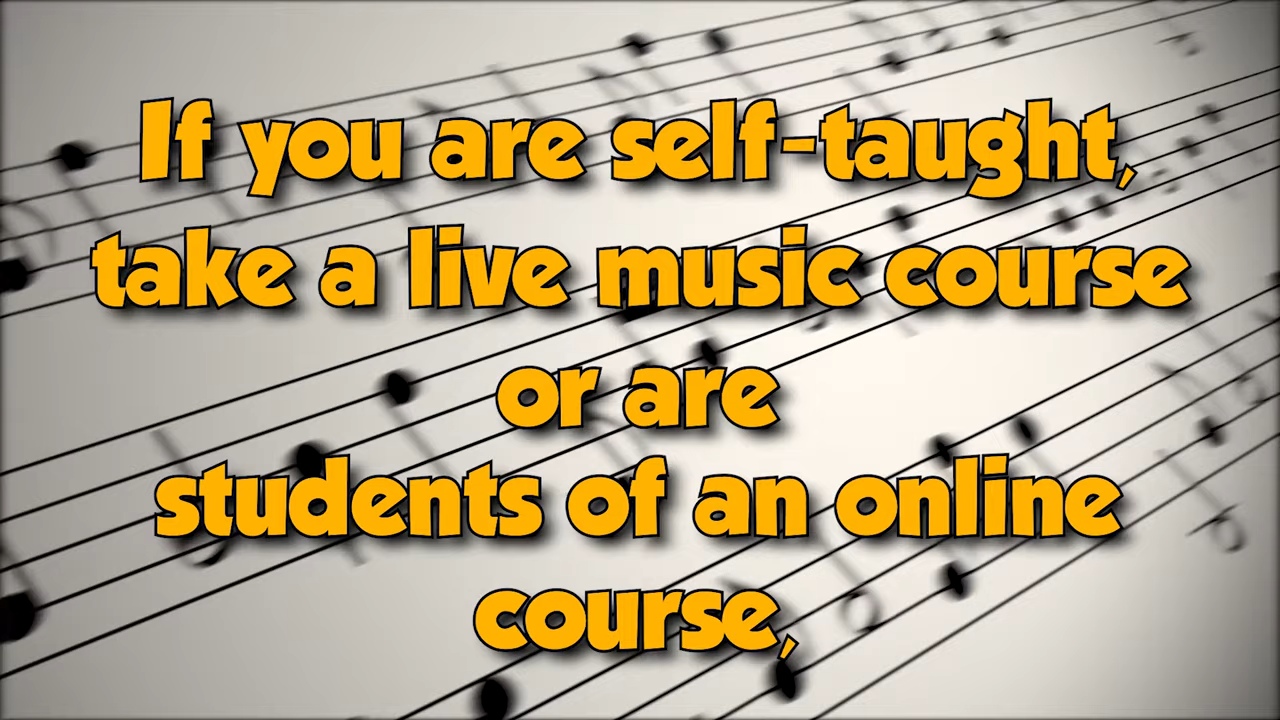 If you are self-taught,
take a live music course
or are
students of an online
course,